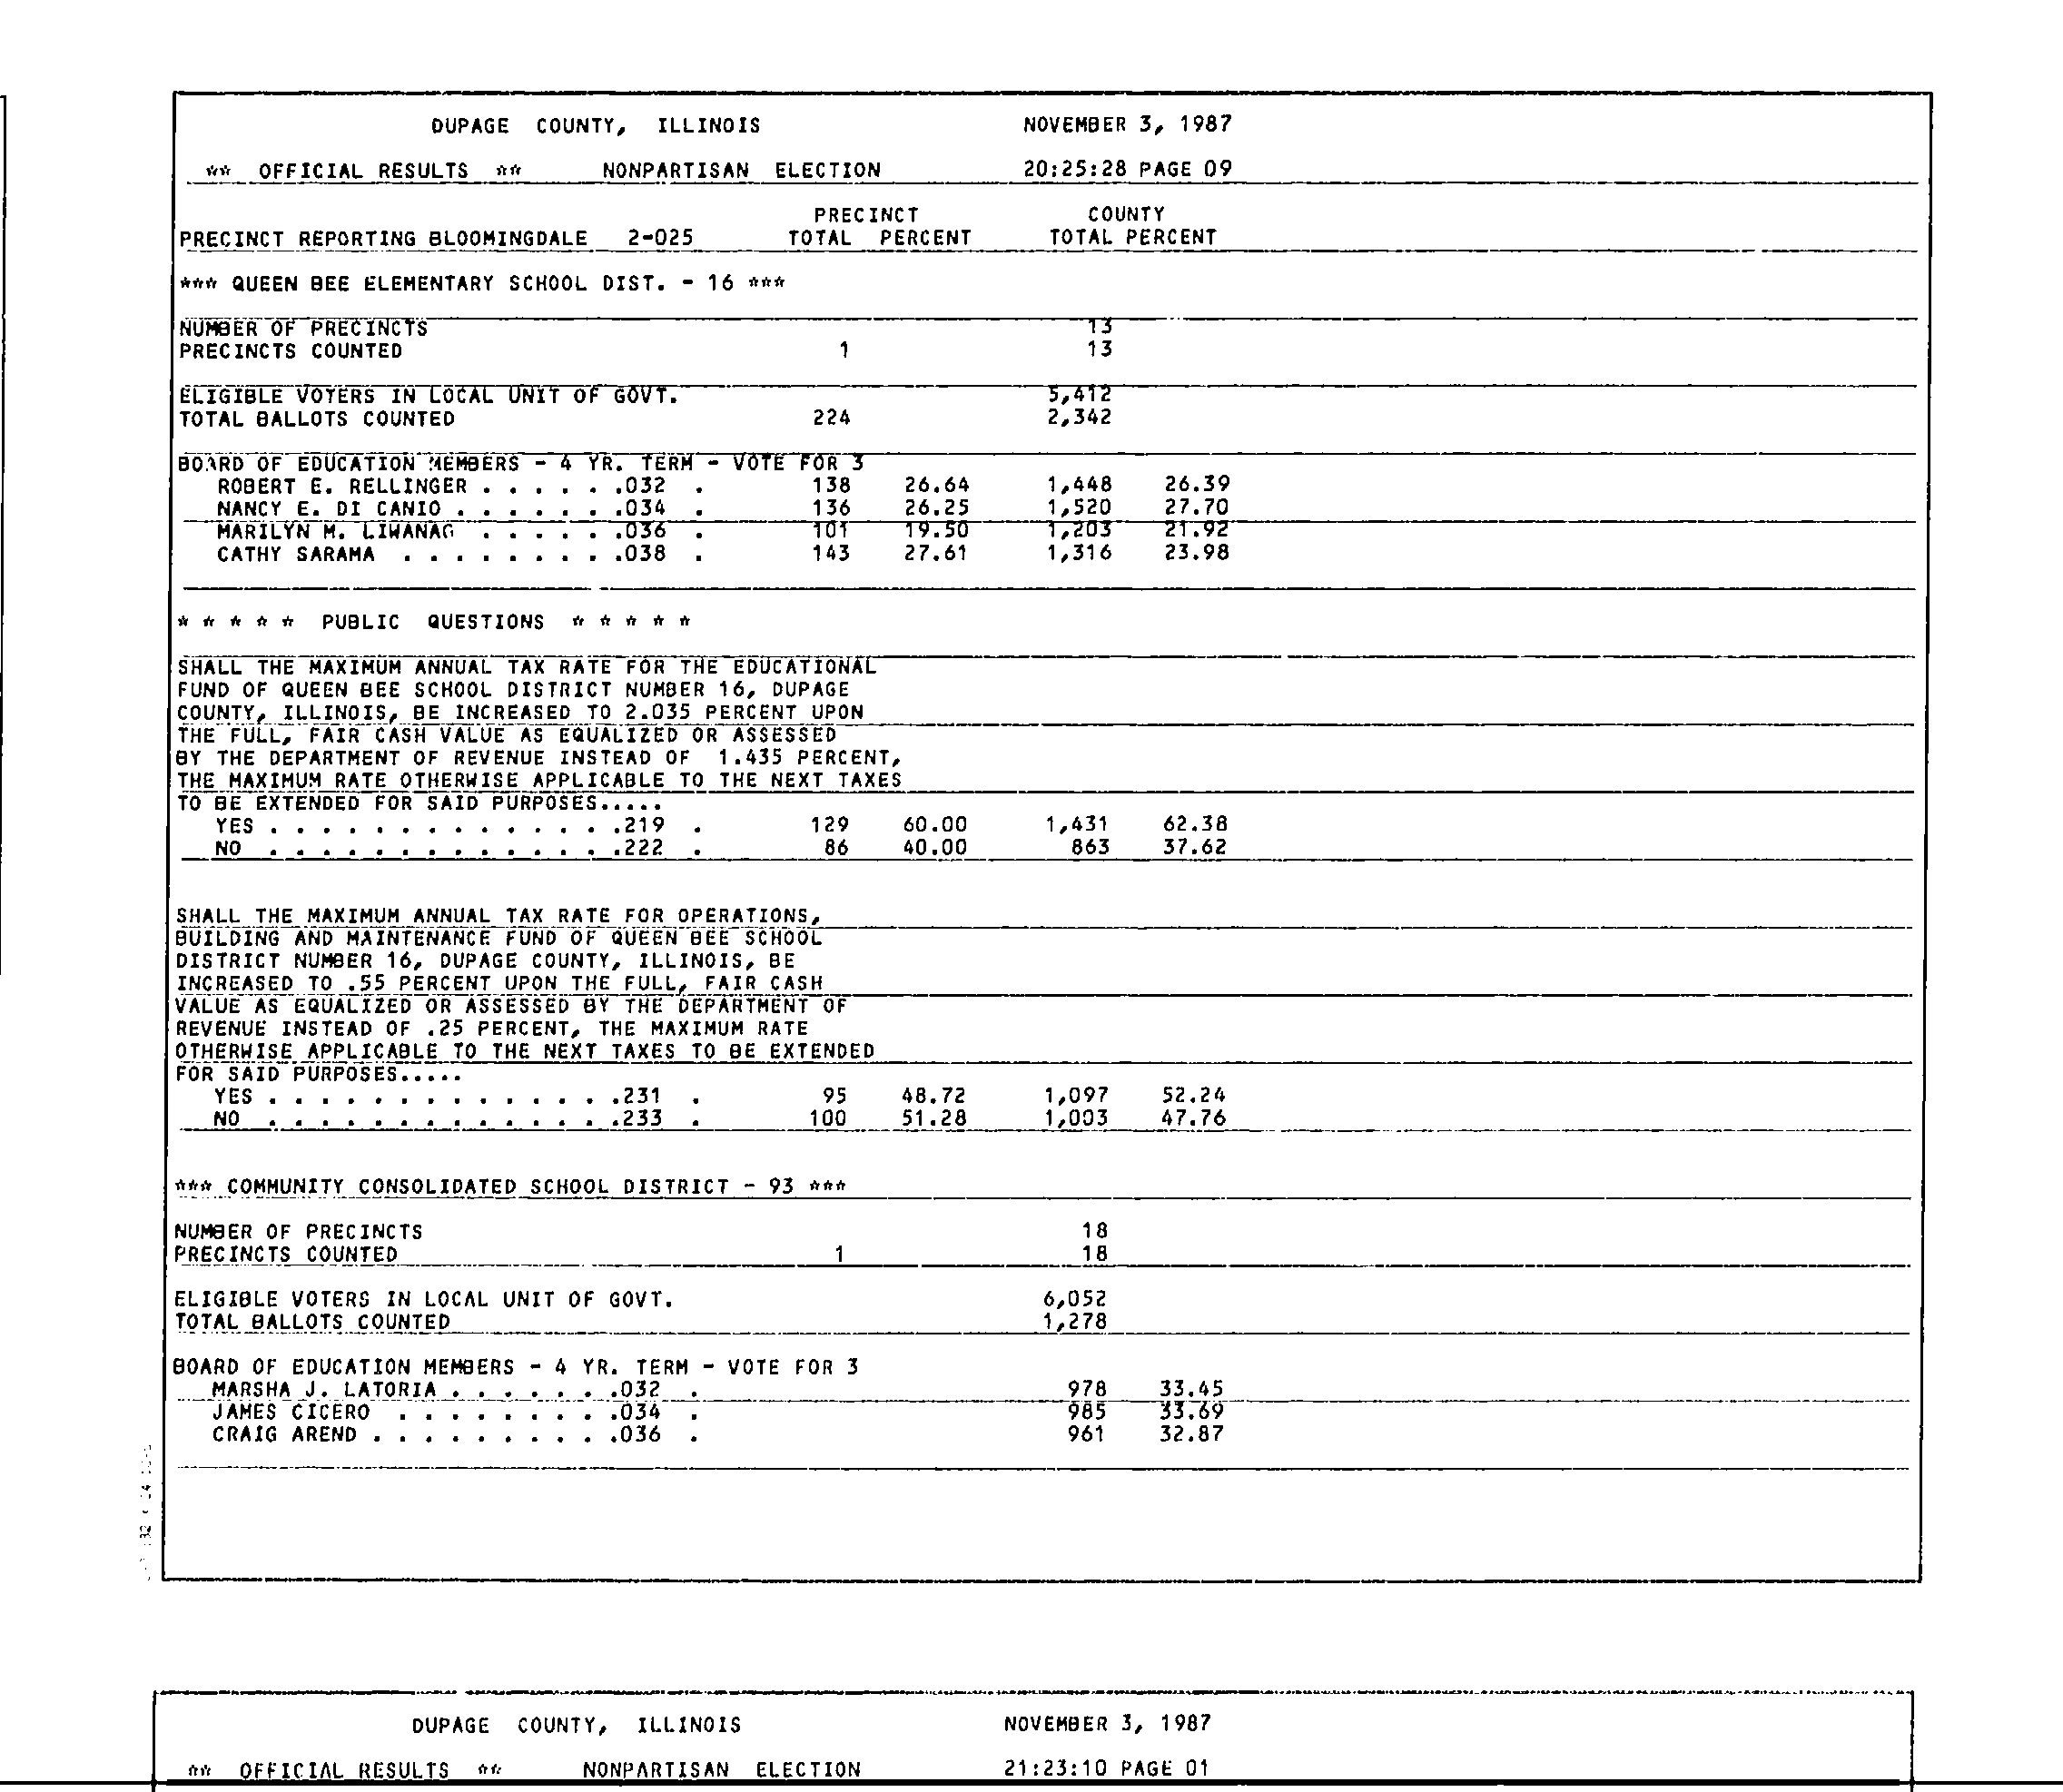 DUPAGE COUNTY, ILLINOIS NOVEMBER 3, 1987
** OFFICIAL RESULTS ** NONPARTISAN ELECTION 20:25:28 PAGE 09
PRECINCT COUNTY
PRECINCT REPORTING BLOOMINGDALE 2-025 TOTAL PERCENT TOTAL PERCENT
*** QUEEN BEE ELEMENTARY SCHOOL DIST. - 16 ***
NUMBER OF PRECINCTS 13
PRECINCTS COUNTED 1 13
ELIGIBLE VOTERS IN LOCAL UNIT OF GOVT. 5,412
TOTAL BALLOTS COUNTED 224 2,342
BOARD OF EDUCATION MEMBERS - 4 YR. TERM - VOTE FOR 3
ROBERT E. RELLINGER . . . . . .032 . 138 26.64 1,448 26.39
NANCY E. DI CANIO . . . . . . .034 . 136 26.25 1,520 27.70
MARILYN M. LIWANAG . . . . . .036 . 101 19.50 1,203 21.92
CATHY SARAMA . . . . . . . . .038 . 143 27.61 1,316 23.98
* * * * * PUBLIC QUESTIONS * * * * *
SHALL THE MAXIMUM ANNUAL TAX RATE FOR THE EDUCATIONAL
FUND OF QUEEN BEE SCHOOL DISTRICT NUMBER 16, DUPAGE
COUNTY, ILLINOIS, BE INCREASED TO 2.035 PERCENT UPON
THE FULL, FAIR CASH VALUE AS EQUALIZED OR ASSESSED
BY THE DEPARTMENT OF REVENUE INSTEAD OF 1.435 PERCENT,
THE MAXIMUM RATE OTHERWISE APPLICABLE TO THE NEXT TAXES
TO BE EXTENDED FOR SAID PURPOSES.....
YES . . . . . . . . . . . . . .219 . 129 60.00 1,431 62.38
NO . . . . . . . . . . . . . .222 . 86 40.00 863 37.62
SHALL THE MAXIMUM ANNUAL TAX RATE FOR OPERATIONS,
BUILDING AND MAINTENANCE FUND OF QUEEN BEE SCHOOL
DISTRICT NUMBER 16, DUPAGE COUNTY, ILLINOIS, BE
INCREASED TO .55 PERCENT UPON THE FULL, FAIR CASH
VALUE AS EQUALIZED OR ASSESSED BY THE DEPARTMENT OF
REVENUE INSTEAD OF .25 PERCENT, THE MAXIMUM RATE
OTHERWISE APPLICABLE TO THE NEXT TAXES TO BE EXTENDED
FOR SAID PURPOSES.....
YES . . . . . . . . . . . . . .231 . 95 48.72 1,097 52.24
NO . . . . . . . . . . . . . .233 . 100 51.28 1,003 47.76
*** COMMUNITY CONSOLIDATED SCHOOL DISTRICT - 93 ***
NUMBER OF PRECINCTS 18
PRECINCTS COUNTED 1 18
ELIGIBLE VOTERS IN LOCAL UNIT OF GOVT. 6,052
TOTAL BALLOTS COUNTED 1,278
BOARD OF EDUCATION MEMBERS - 4 YR. TERM - VOTE FOR 3
MARSHA J. LATORIA . . . . . . .032 . 978 33.45
JAMES CICERO . . . . . . . . .034 . 985 33.69
CRAIG AREND . . . . . . . . . .036 . 961 32.87
DUPAGE COUNTY, ILLINOIS NOVEMBER 3, 1987
** OFFICIAL RESULTS ** NONPARTISAN ELECTION 21:23:10 PAGE 01